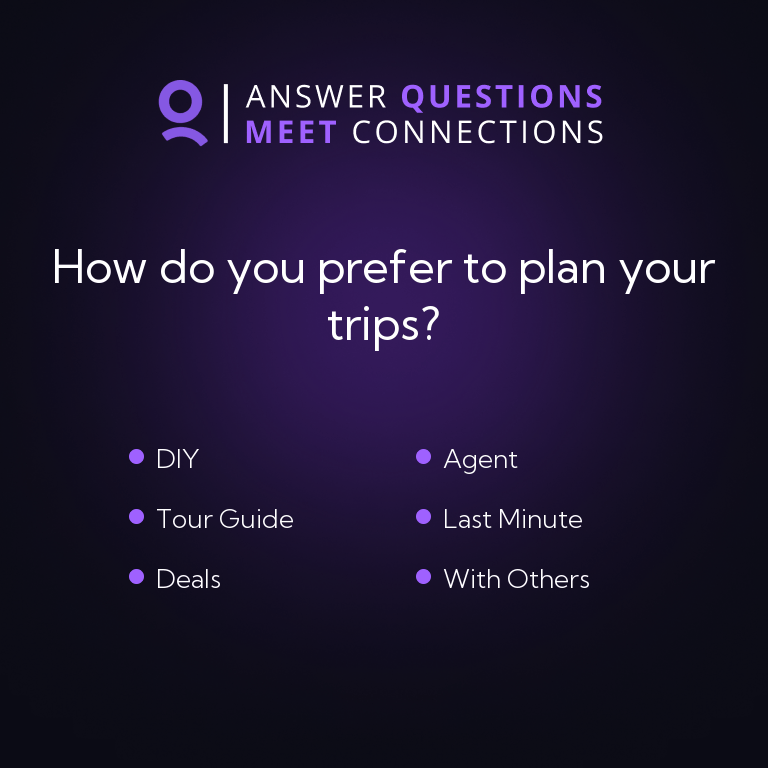 ANSWER QUESTIONS
MEET CONNECTIONS
How do you prefer to plan your
trips?
DIY
Agent
Tour Guide
Last Minute
Deals
With Others